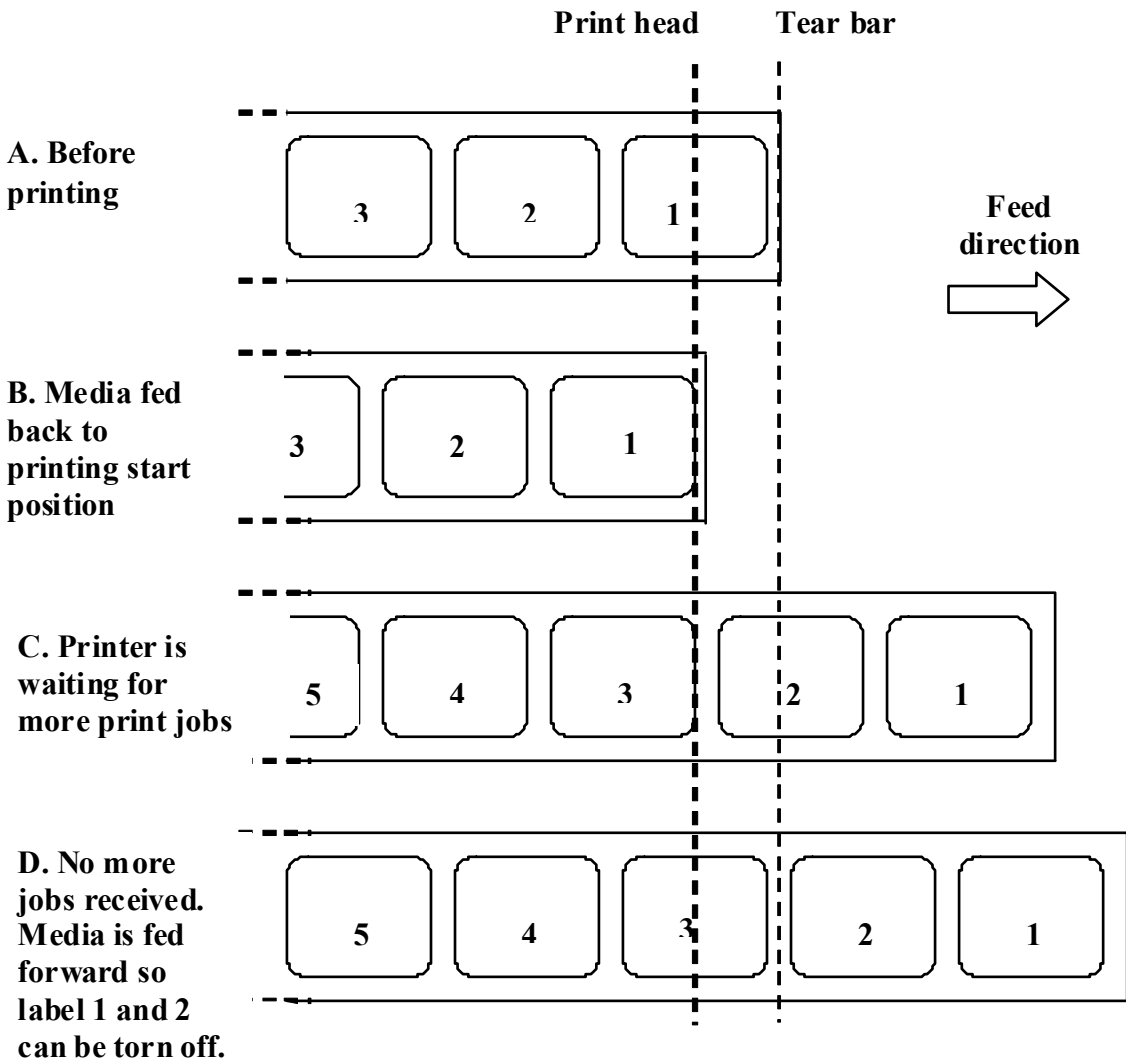 Print head Tear bar
A. Before
printing
3 2 1
Feed
direction
B. Media fed
back to
printing start
position
3 2 1
C. Printer is
waiting for
more print jobs
5 4 3 2 1
D. No more
jobs received.
Media is fed
forward so
label 1 and 2
can be torn off.
5 4 3 2 1